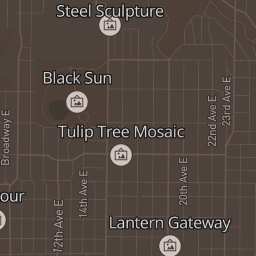 Steel Sculpture
Black Sun
23rd Ave E
22nd Ave E
Broadway E
Tulip Tree Mosaic
20th Ave E
14th Ave E
12th Ave E
our
Lantern Gateway